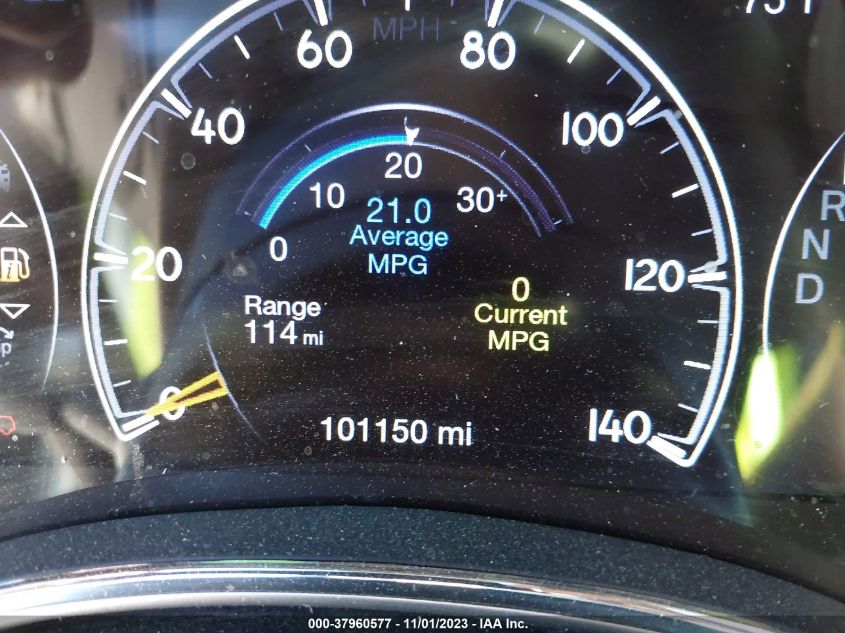 MPH
60
80
40
100
20
10
30+
21.0
Average
MPG
0
20
120
Range
114 mi
0
Current
MPG
0
140
101150 mi
R
N
D
000-37960577 - 11/01/2023 - IAA Inc.